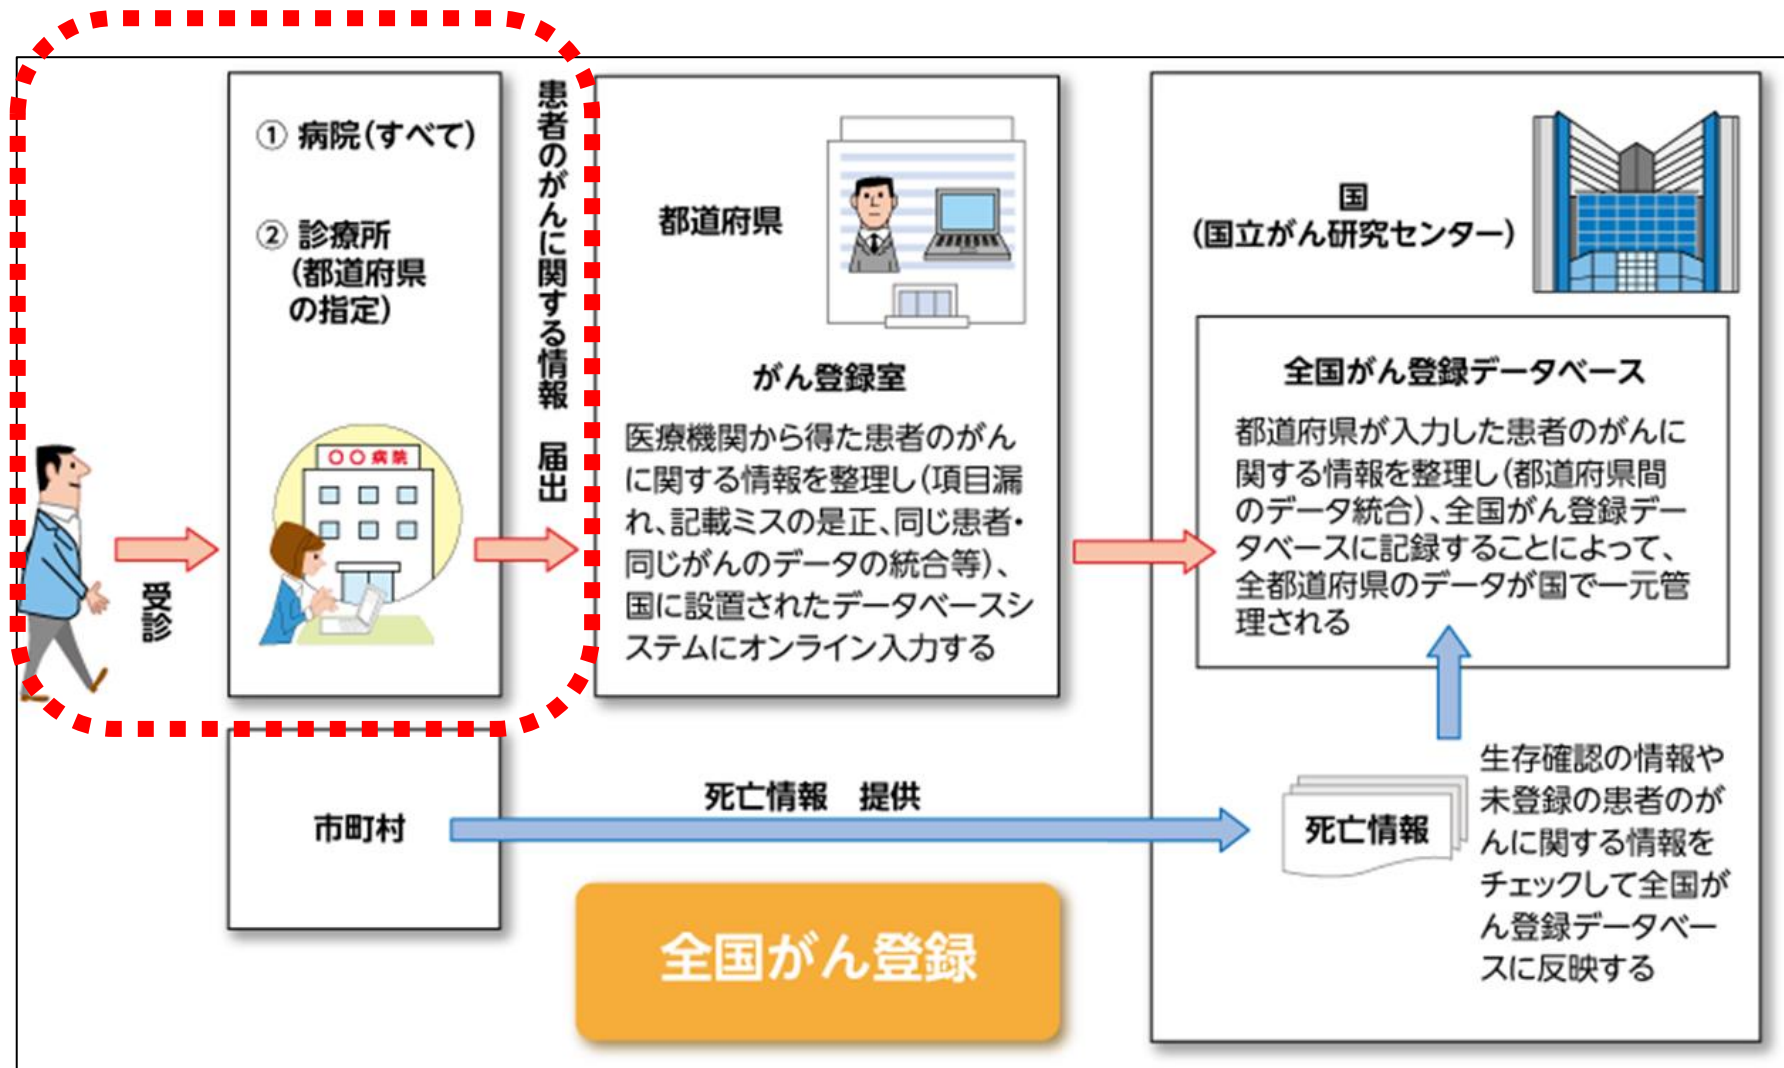 ① 病院(すべて)
② 診療所
(都道府県
の指定)
〇〇病院
受診
患者のがんに関する情報 届出
都道府県
がん登録室
医療機関から得た患者のがん
に関する情報を整理し(項目漏
れ、記載ミスの是正、同じ患者・
同じがんのデータの統合等)、
国に設置されたデータベースシ
ステムにオンライン入力する
国
(国立がん研究センター)
全国がん登録データベース
都道府県が入力した患者のがんに
関する情報を整理し(都道府県間
のデータ統合)、全国がん登録デー
タベースに記録することによって、
全都道府県のデータが国で一元管
理される
市町村
死亡情報 提供
死亡情報
生存確認の情報や
未登録の患者のが
んに関する情報を
チェックして全国が
ん登録データベー
スに反映する
全国がん登録